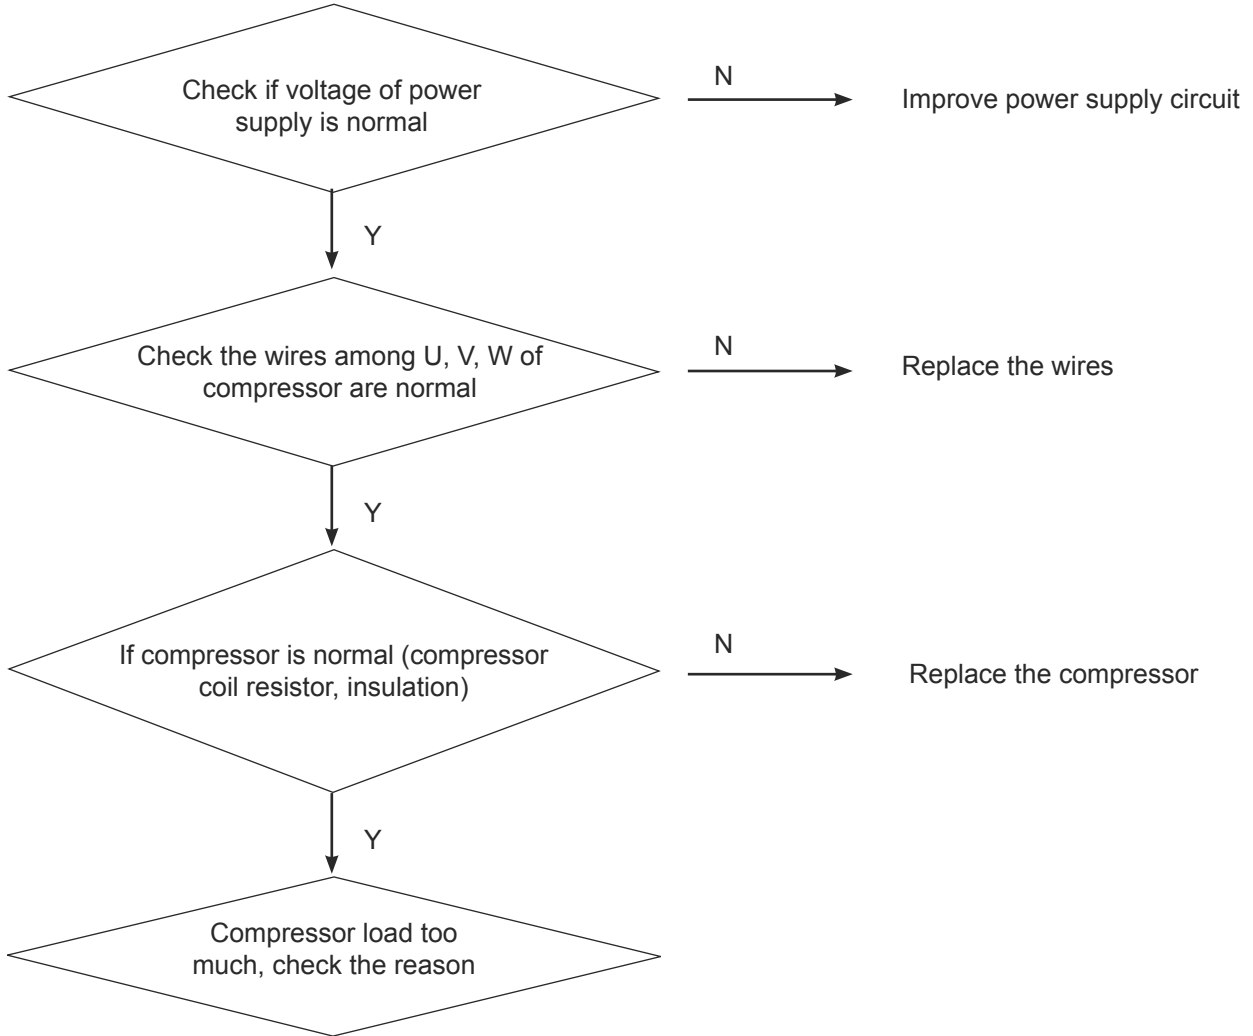 Check if voltage of power
supply is normal
N
Improve power supply circuit
Y
Check the wires among U, V, W of
compressor are normal
N
Replace the wires
Y
If compressor is normal (compressor
coil resistor, insulation)
N
Replace the compressor
Y
Compressor load too
much, check the reason